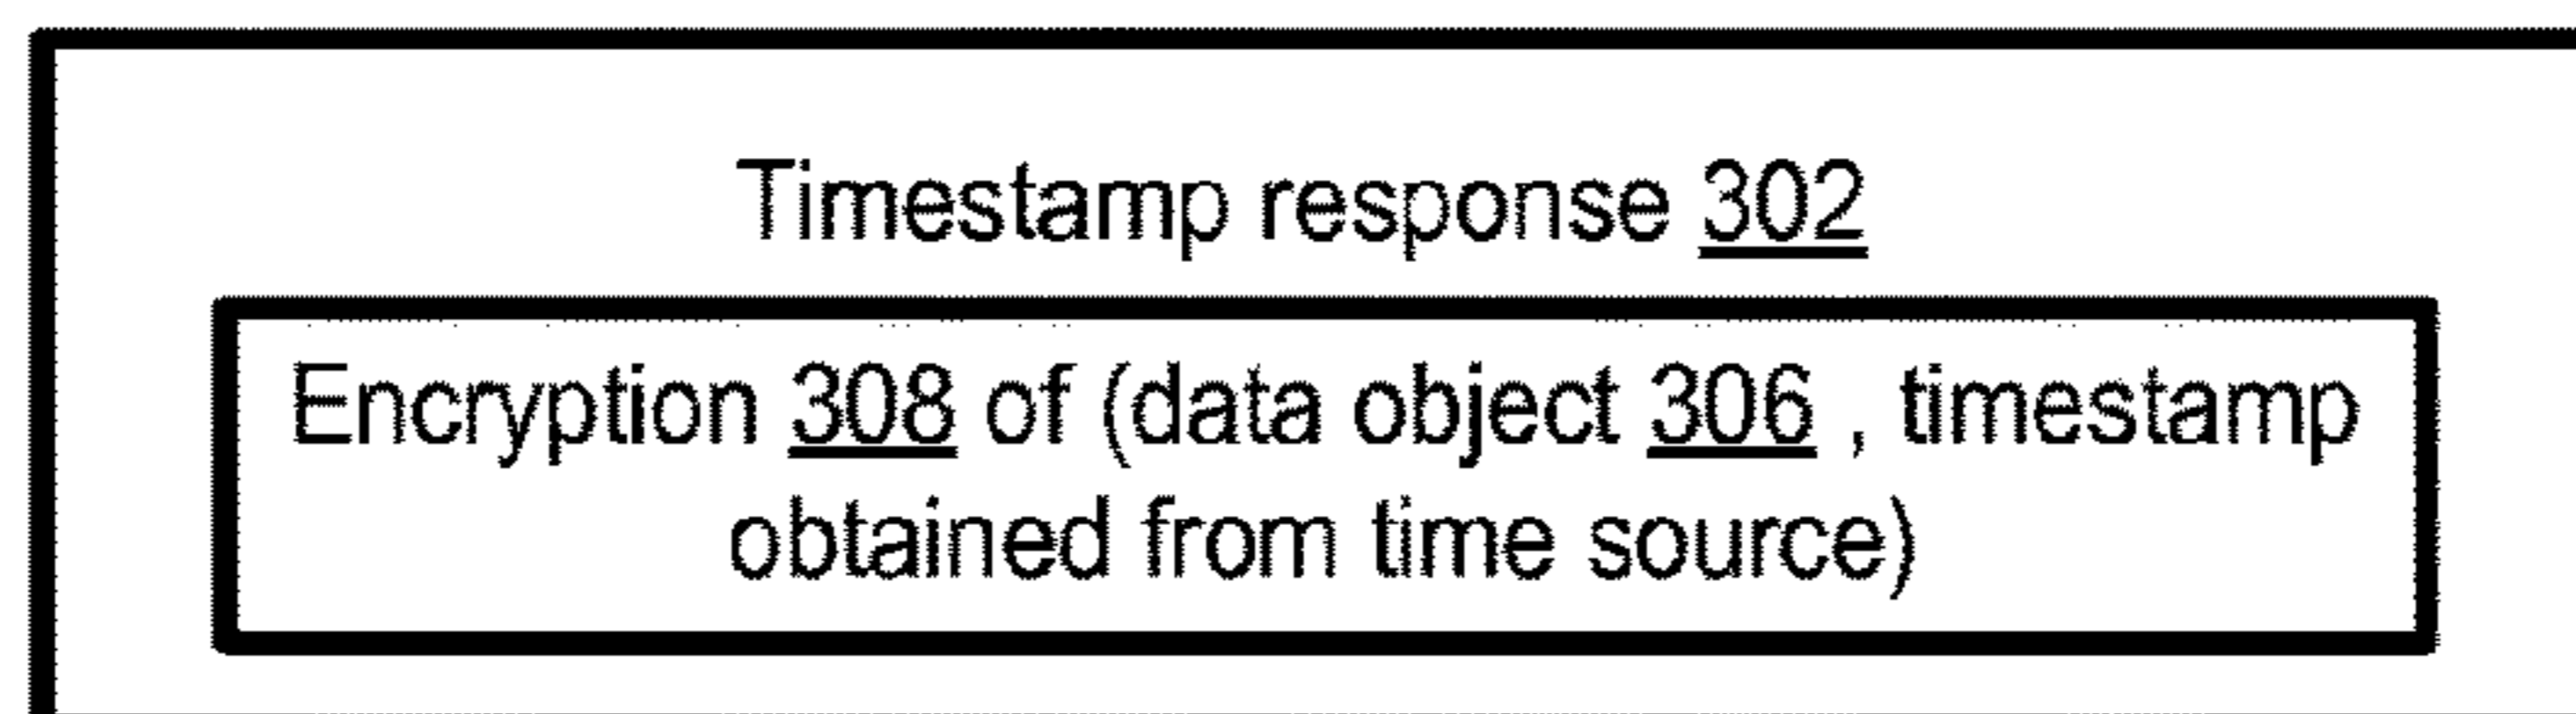 Timestamp response 302
Encryption 308 of (data object 306 , timestamp
obtained from time source)